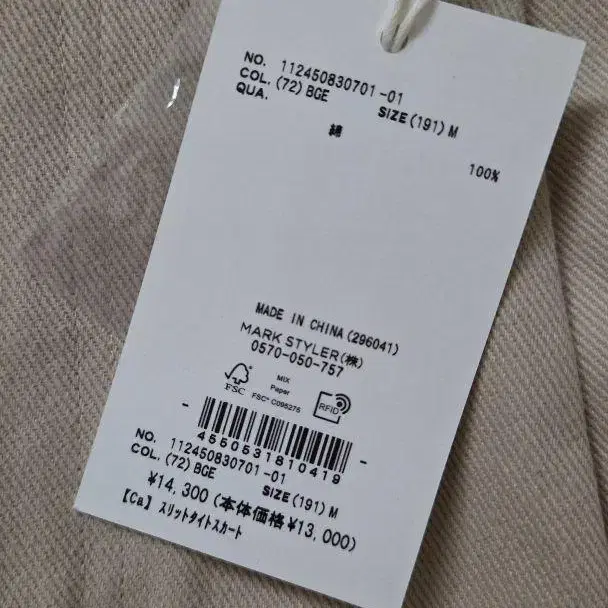 NO. 112450830701-01
COL. (72) BGE
QUA. SIZE (191) M
綿
100%
MADE IN CHINA (296041)
MARK STYLER (株)
0570-050-757
FSC
MIX
Paper
FSC® C095275
RFID
4550531810419
NO. 112450830701-01
COL. (72) BGE SIZE (191) M
¥14,300 (本体価格¥13,000)
【Ca】スリットタイトスカート